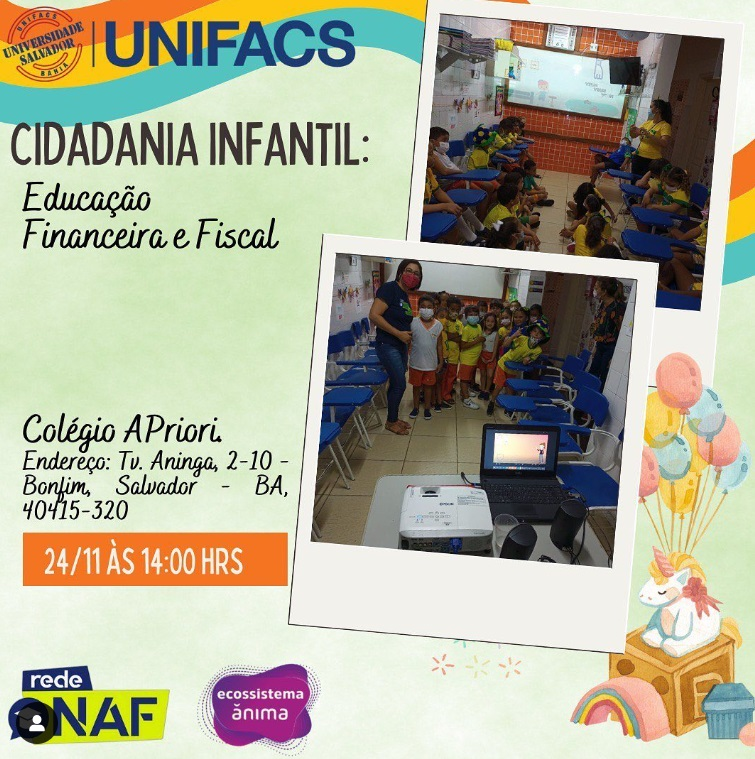 UNIFACS
UNIVERSIDADE
SALVADOR
BAHIA
UNIFACS
CIDADANIA INFANTIL:
Educação
Financeira e Fiscal
Colégio APriori.
Endereço: Tv. Aninga, 2-10 -
Bonfim, Salvador - BA,
40415-320
24/11 ÀS 14:00 HRS
EPSON
rede
NAF
ecossistema
ânima